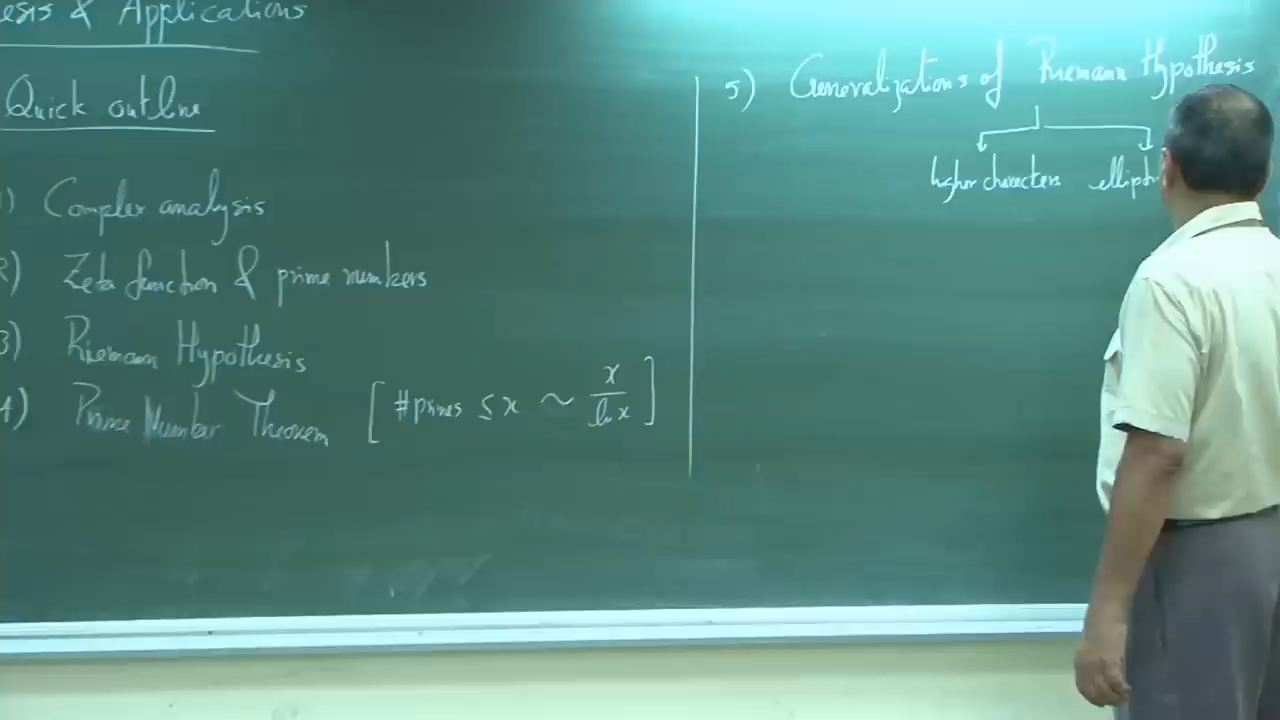 esis & Applications
Quick outline
1) Complex analysis
2) Zeta function & prime numbers
3) Riemann Hypothesis
4) Prime Number Theorem [ #primes ≤ x ~ x / ln x ]
5) Generalizations of Riemann Hypothesis
higher characters ellipti